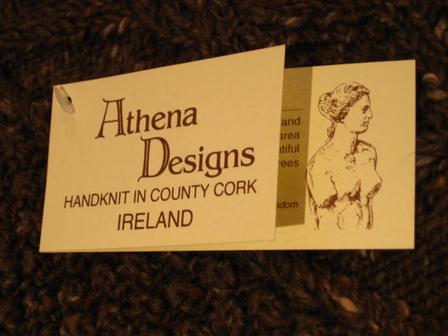 Athena
Designs
HANDKNIT IN COUNTY CORK
IRELAND
and
area
tiful
rees
dom